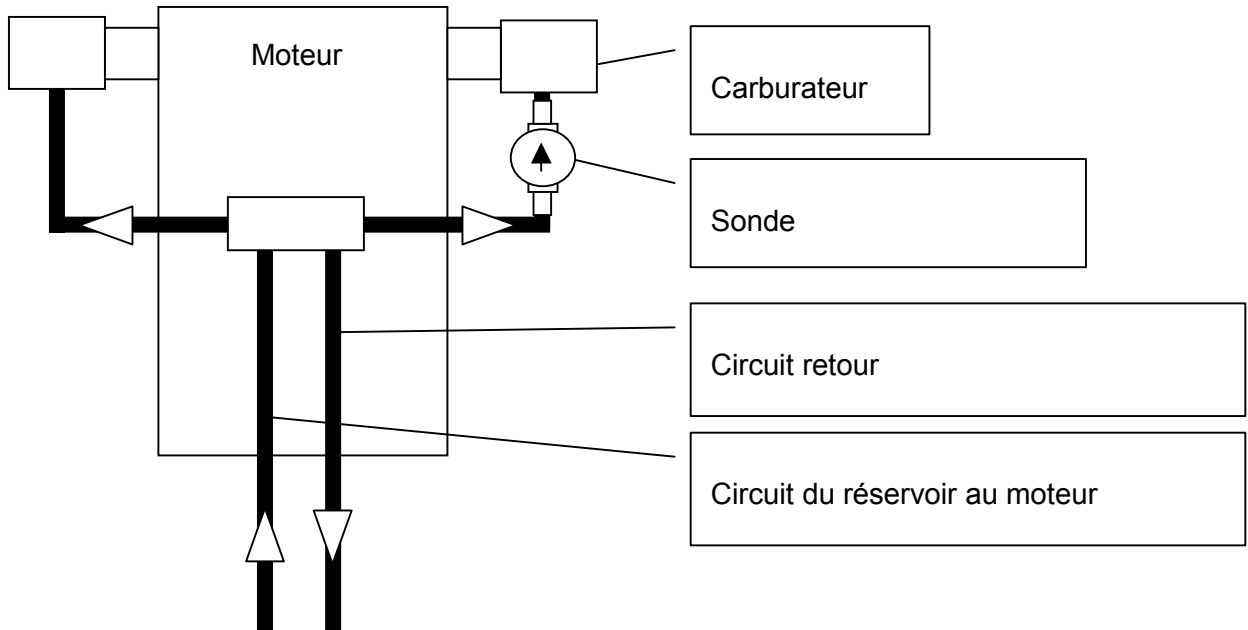 Moteur
Carburateur
Sonde
Circuit retour
Circuit du réservoir au moteur